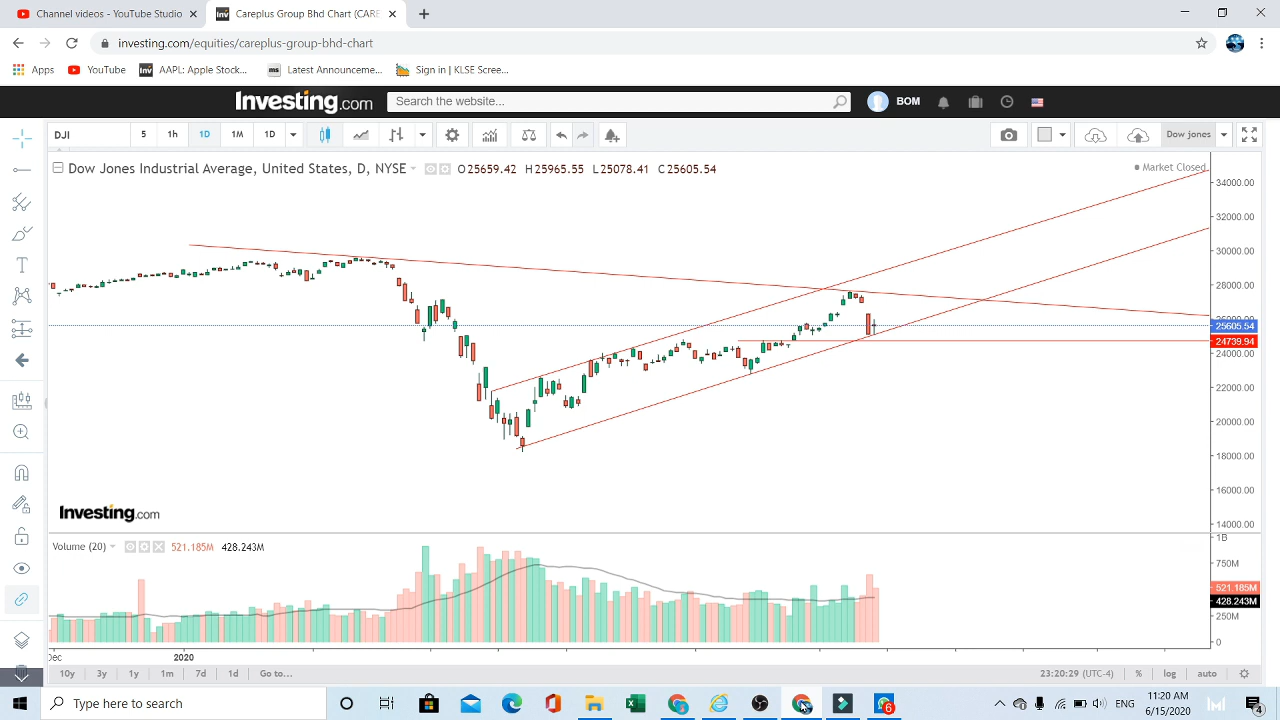 Channel videos - YouTube Studio
Careplus Group Bhd Chart (CARE
investing.com/equities/careplus-group-bhd-chart
Apps YouTube AAPL: Apple Stock... Latest Announceme... Sign in | KLSE Scree...
Investing.com Search the website... BOM
DJI 5 1h 1D 1M 1D Dow jones
Dow Jones Industrial Average, United States, D, NYSE O25659.42 H25965.55 L25078.41 C25605.54
Market Closed
34000.00
32000.00
30000.00
28000.00
26000.00
25605.54
24739.94
24000.00
22000.00
20000.00
18000.00
16000.00
14000.00
Investing.com
Volume (20) 521.185M 428.243M
1B
750M
521.185M
428.243M
250M
0
Dec 2020
10y 3y 1y 1m 7d 1d Go to... 23:20:29 (UTC-4) % log auto
Type here to search
6
ENG
11:20 AM
6/15/2020
4